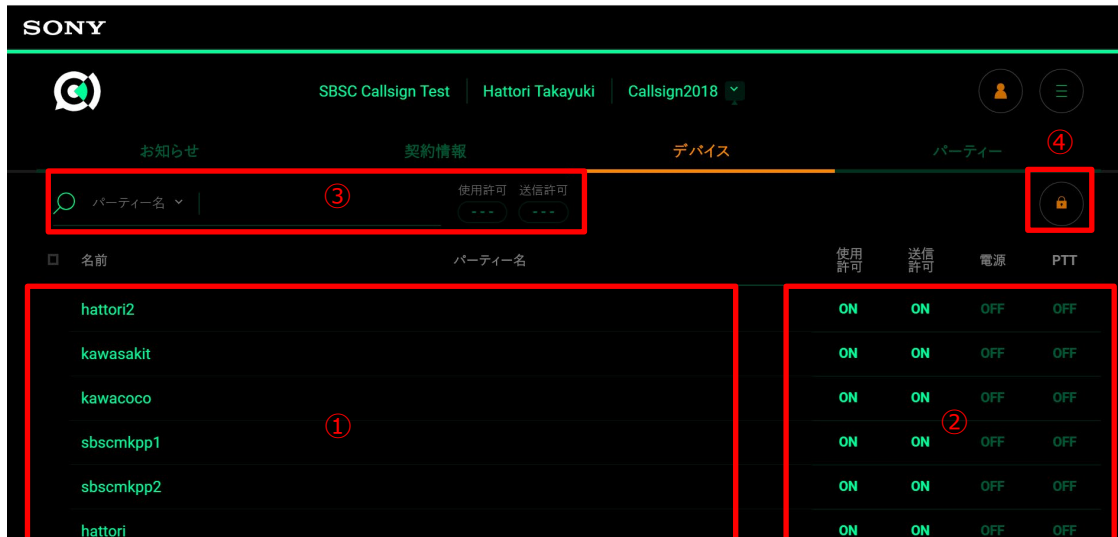 SONY
SBSC Callsign Test Hattori Takayuki Callsign2018
お知らせ 契約情報 デバイス パーティー ④
パーティー名 ③ 使用許可 送信許可
--- ---
名前 パーティー名 使用許可 送信許可 電源 PTT
hattori2 ON ON OFF OFF
kawasakit ON ON OFF OFF
kawacoco ON ON OFF OFF
① ②
sbscmkpp1 ON ON OFF OFF
sbscmkpp2 ON ON OFF OFF
hattori ON ON OFF OFF